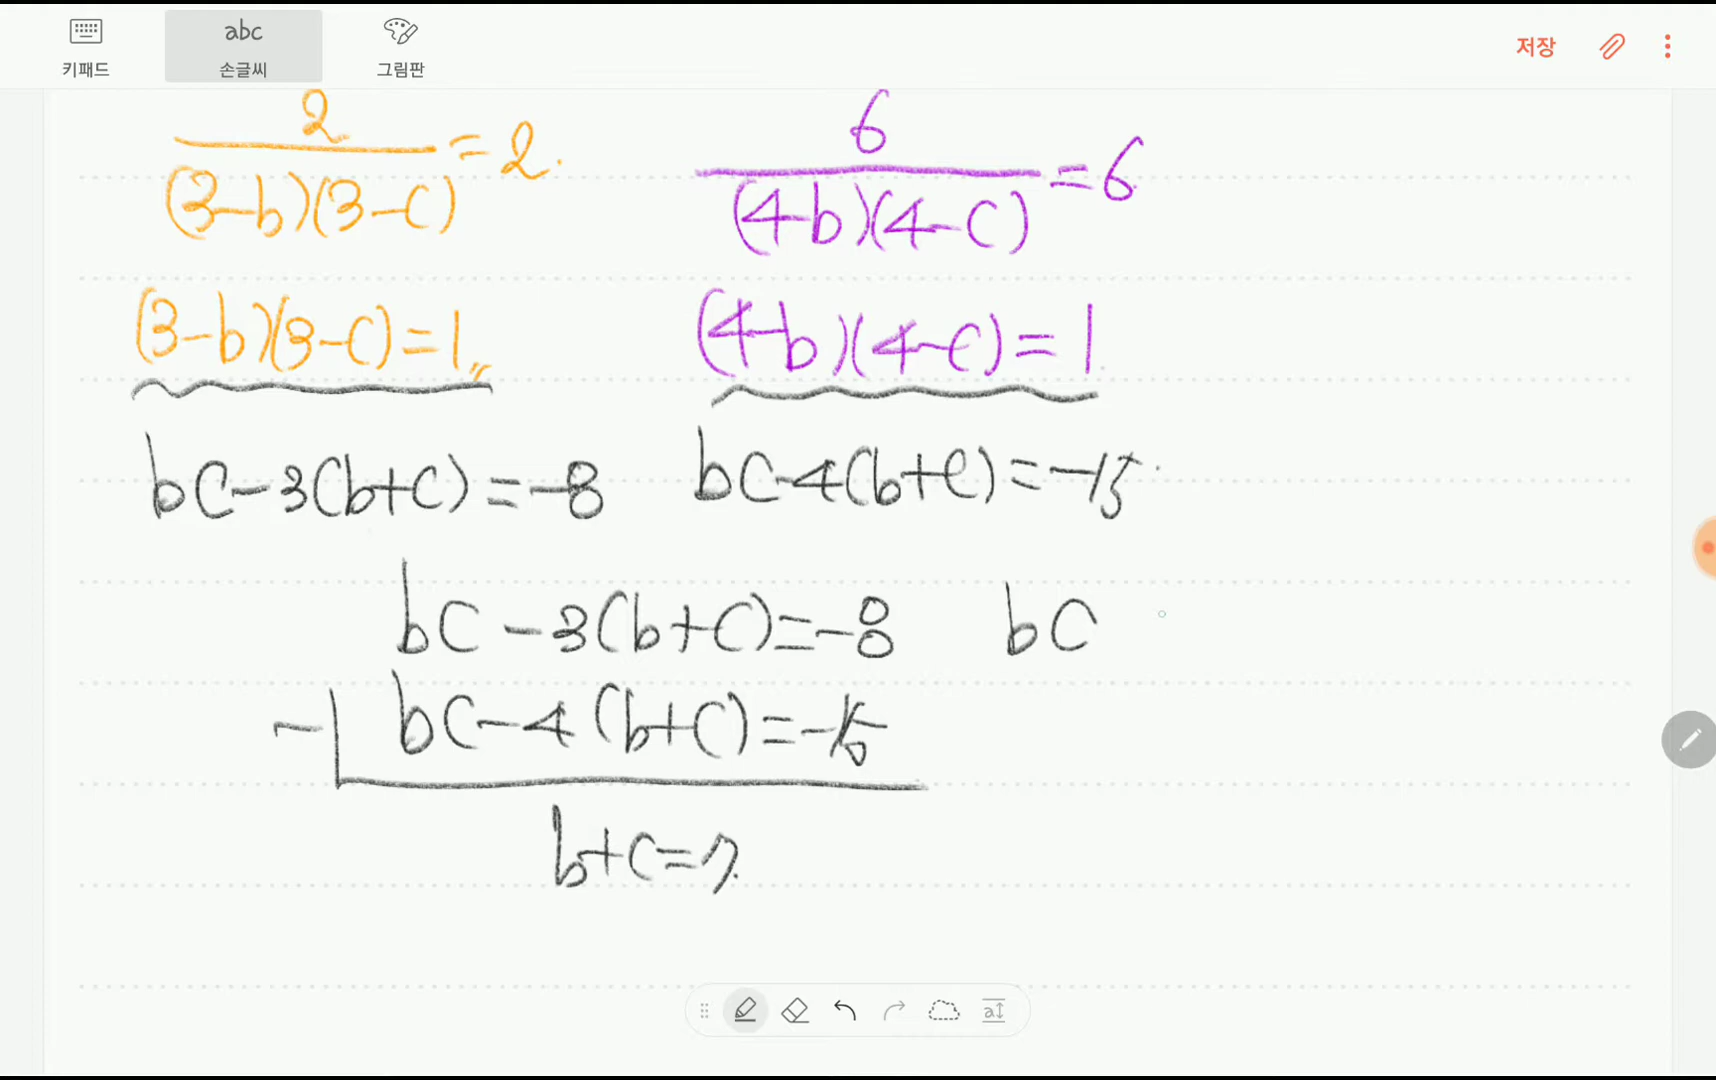 abc
키패드 손글씨 그림판 저장
2/((3-b)(3-c)) = 2. 6/((4-b)(4-c)) = 6
(3-b)(3-c)=1 (4-b)(4-c)=1
bc-3(b+c)=-8 bc-4(b+c)=-15
bc-3(b+c)=-8 bc
-) bc-4(b+c)=-15
b+c=7.
a